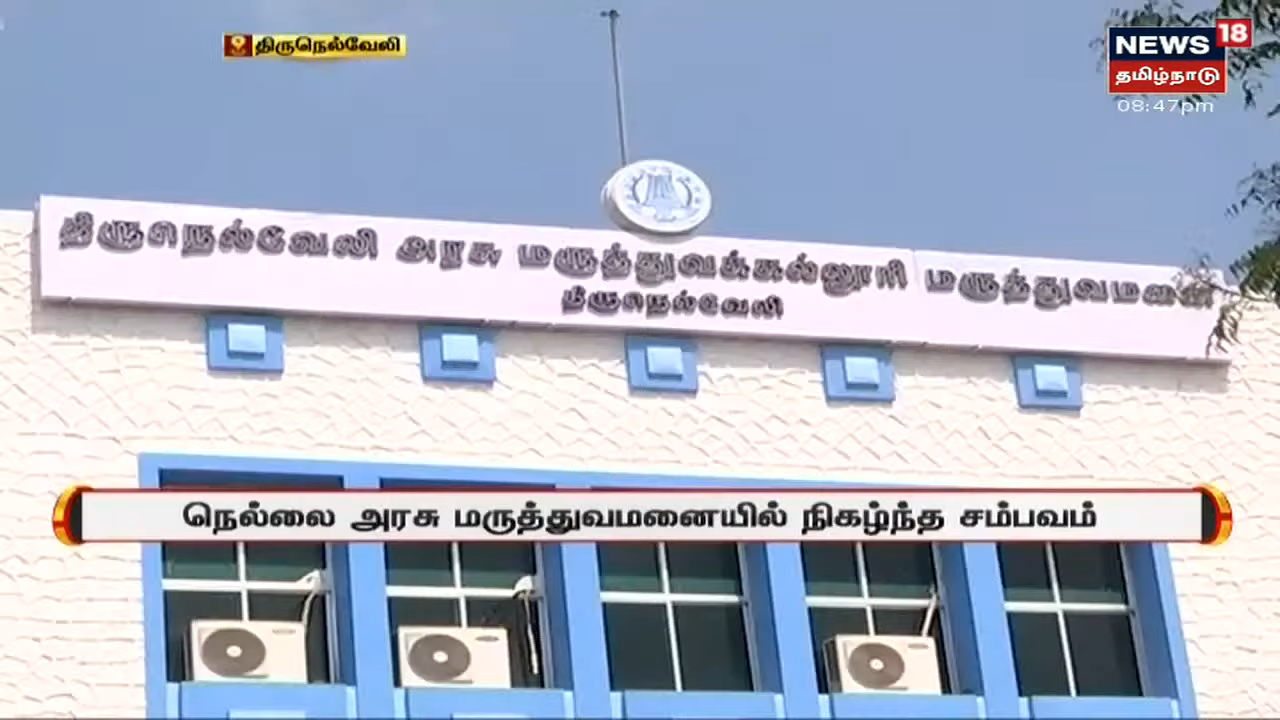 திருநெல்வேலி
NEWS 18
தமிழ்நாடு
08:47pm
திருநெல்வேலி அரசு மருத்துவக்கல்லூரி மருத்துவமனை
திருநெல்வேலி
நெல்லை அரசு மருத்துவமனையில் நிகழ்ந்த சம்பவம்